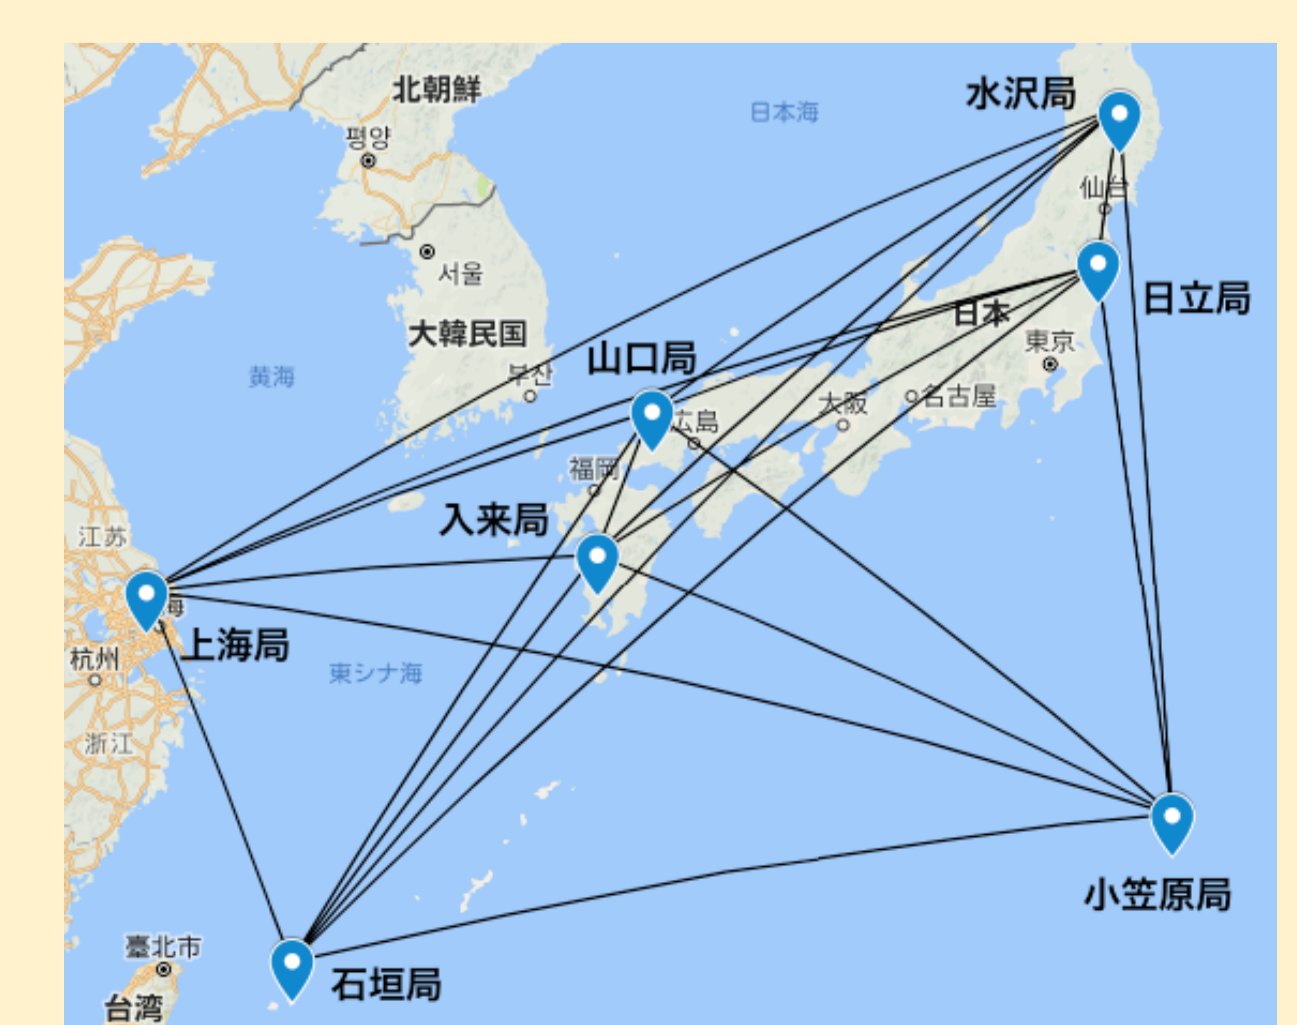 北朝鮮
日本海
水沢局
평양
仙台
서울
日立局
日本
大韓民国
東京
山口局
부산
黄海
大阪
名古屋
広島
福岡
入来局
江苏
海
上海局
杭州
東シナ海
浙江
小笠原局
臺北市
石垣局
台湾